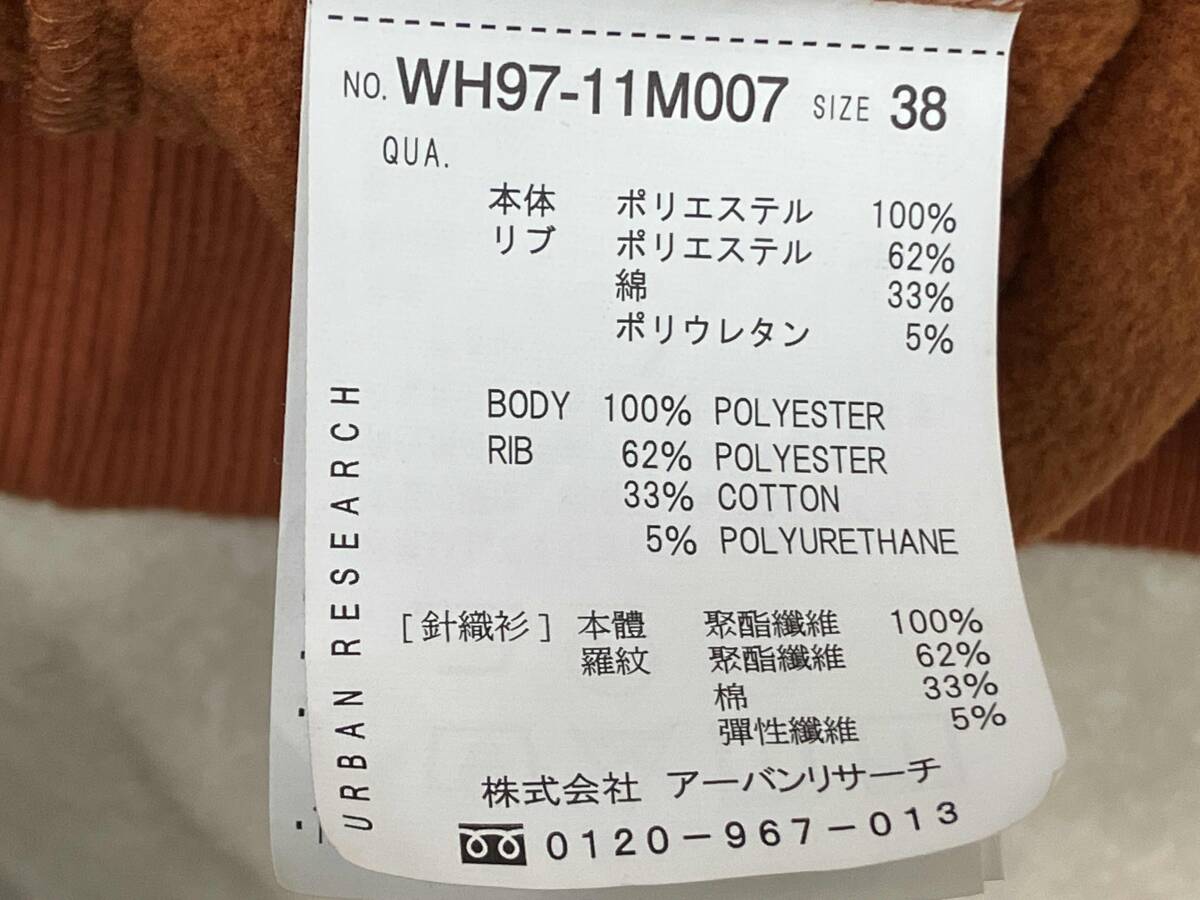 NO. WH97-11M007 SIZE 38
QUA.
本体 ポリエステル 100%
リブ ポリエステル 62%
綿 33%
ポリウレタン 5%
BODY 100% POLYESTER
RIB 62% POLYESTER
33% COTTON
5% POLYURETHANE
[針織衫] 本體 聚酯纖維 100%
羅紋 聚酯纖維 62%
棉 33%
彈性纖維 5%
株式会社 アーバンリサーチ
0120-967-013
URBAN RESEARCH